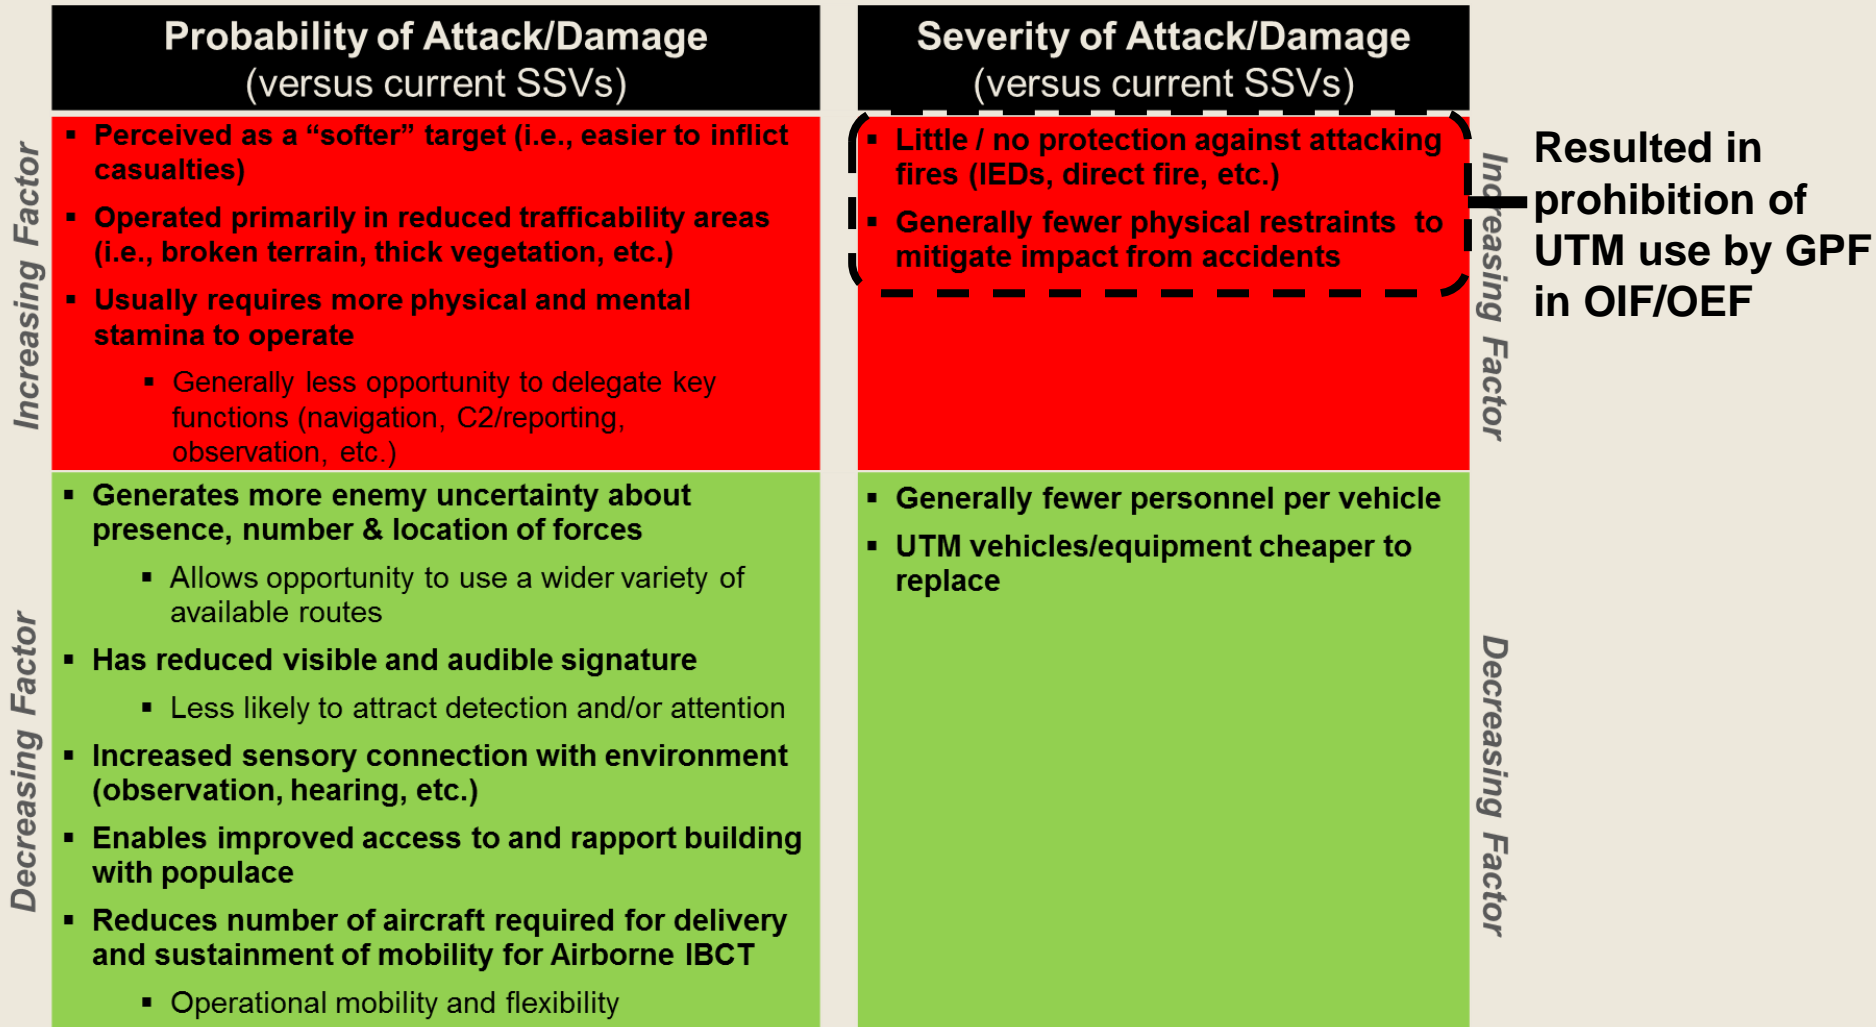 Probability of Attack/Damage
(versus current SSVs)
Increasing Factor
▪ Perceived as a “softer” target (i.e., easier to inflict
casualties)
▪ Operated primarily in reduced trafficability areas
(i.e., broken terrain, thick vegetation, etc.)
▪ Usually requires more physical and mental
stamina to operate
▪ Generally less opportunity to delegate key
functions (navigation, C2/reporting,
observation, etc.)
Decreasing Factor
▪ Generates more enemy uncertainty about
presence, number & location of forces
▪ Allows opportunity to use a wider variety of
available routes
▪ Has reduced visible and audible signature
▪ Less likely to attract detection and/or attention
▪ Increased sensory connection with environment
(observation, hearing, etc.)
▪ Enables improved access to and rapport building
with populace
▪ Reduces number of aircraft required for delivery
and sustainment of mobility for Airborne IBCT
▪ Operational mobility and flexibility
Severity of Attack/Damage
(versus current SSVs)
▪ Little / no protection against attacking
fires (IEDs, direct fire, etc.)
▪ Generally fewer physical restraints to
mitigate impact from accidents
Increasing Factor
▪ Generally fewer personnel per vehicle
▪ UTM vehicles/equipment cheaper to
replace
Decreasing Factor
Resulted in
prohibition of
UTM use by GPF
in OIF/OEF